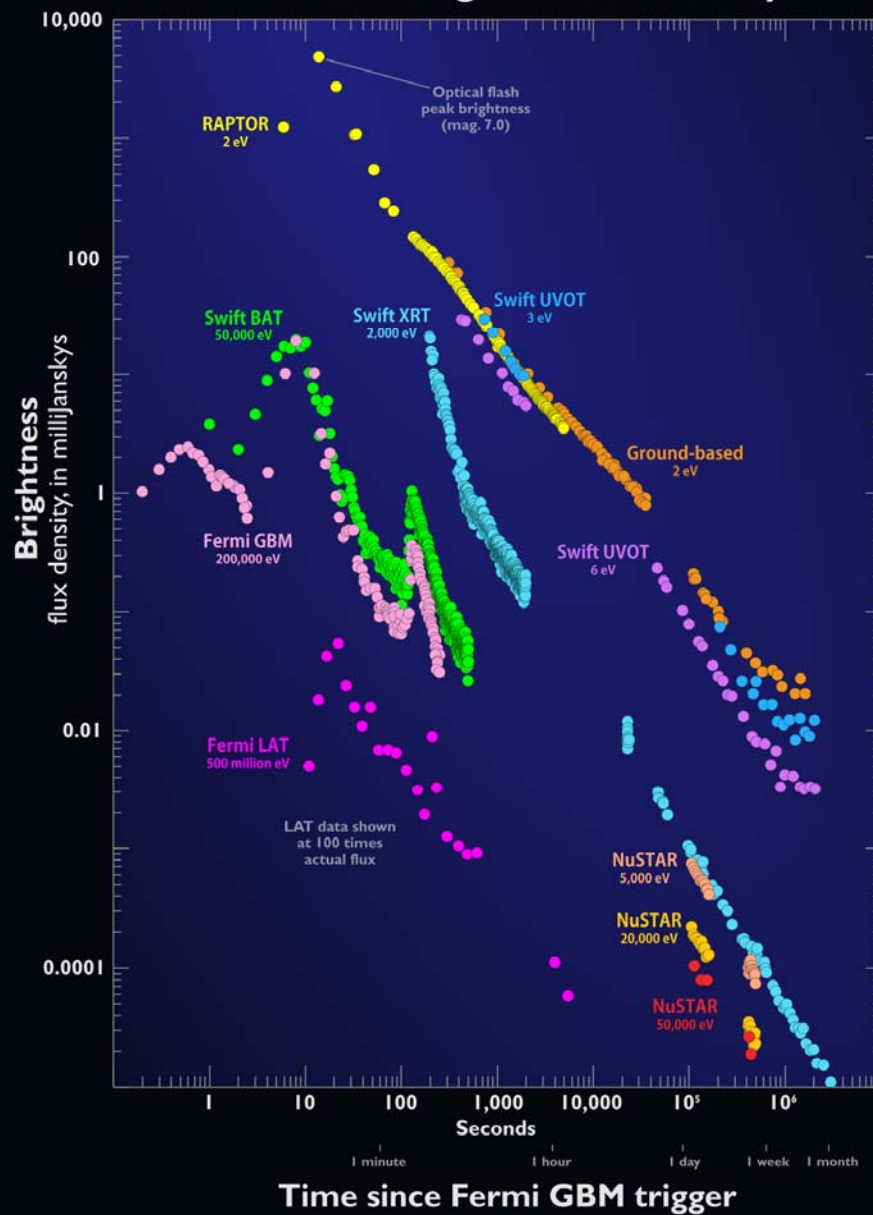 10,000
Optical flash
peak brightness
(mag. 7.0)
RAPTOR
2 eV
100
Swift BAT
50,000 eV
Swift XRT
2,000 eV
Swift UVOT
3 eV
Brightness
flux density, in milliJanskys
Ground-based
2 eV
1
Fermi GBM
200,000 eV
Swift UVOT
6 eV
0.01
Fermi LAT
500 million eV
LAT data shown
at 100 times
actual flux
NuSTAR
5,000 eV
NuSTAR
20,000 eV
0.0001
NuSTAR
50,000 eV
1 10 100 1,000 10,000 10⁵ 10⁶
Seconds
1 minute 1 hour 1 day 1 week 1 month
Time since Fermi GBM trigger